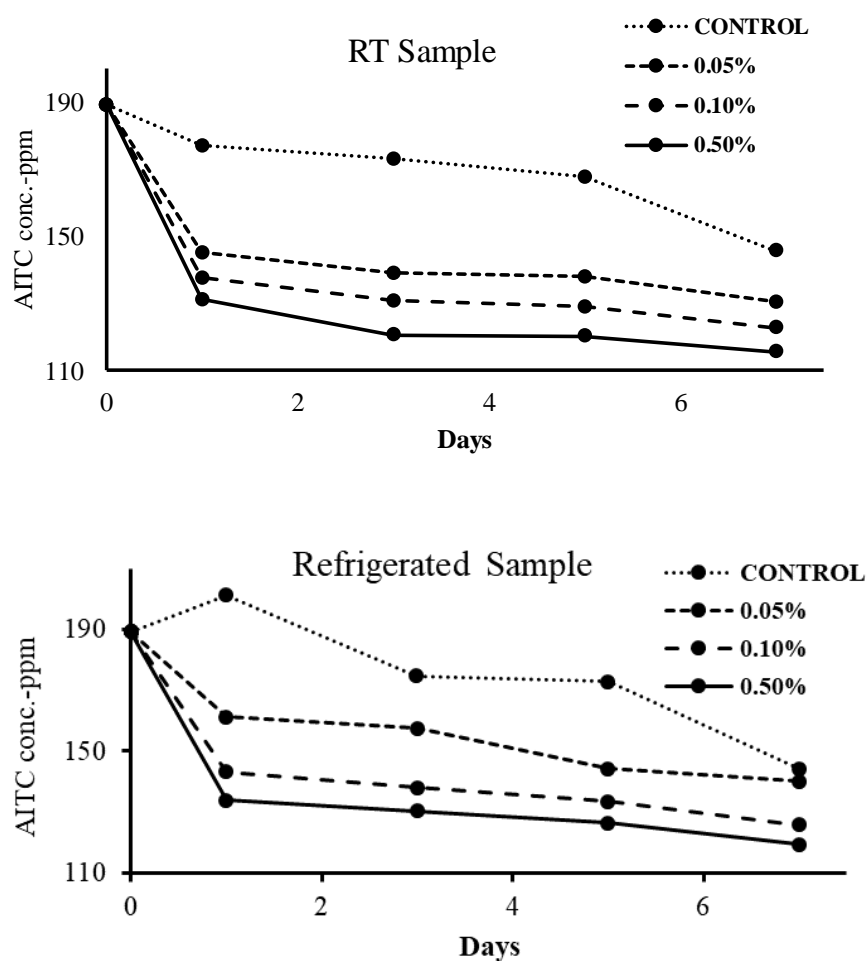 RT Sample
CONTROL
0.05%
0.10%
0.50%
190
150
110
AITC conc.-ppm
0 2 4 6
Days
Refrigerated Sample
CONTROL
0.05%
0.10%
0.50%
190
150
110
AITC conc.-ppm
0 2 4 6
Days